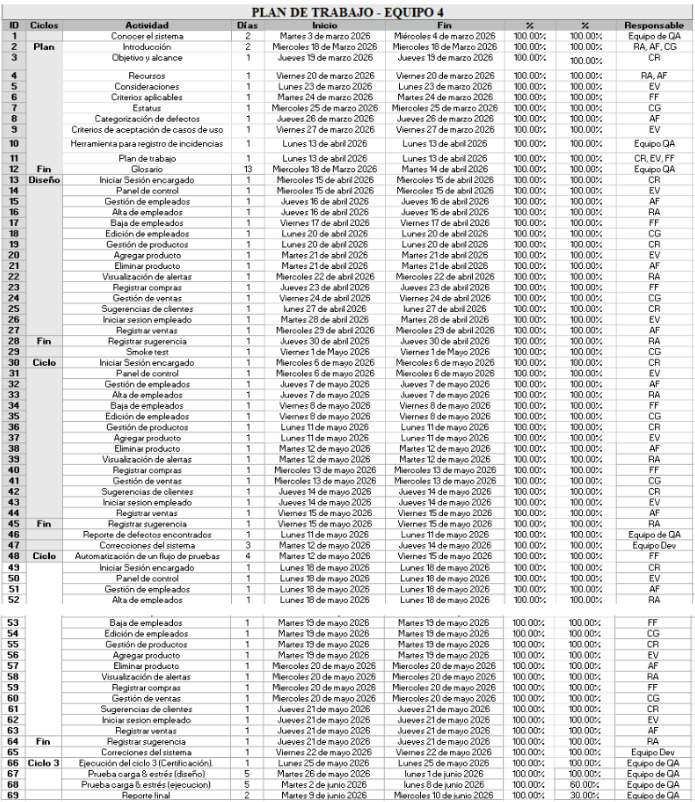 PLAN DE TRABAJO - EQUIPO 4
ID Ciclos Actividad Días Inicio Fin % % Responsable
1 Conocer el sistema 2 Martes 3 de marzo 2026 Miércoles 4 de marzo 2026 100.00% 100.00% Equipo de QA
2 Plan Introducción 2 Miercoles 18 de Marzo 2026 Miercoles 18 de Marzo 2026 100.00% 100.00% RA, AF, CG
3 Objetivo y alcance 1 Jueves 19 de marzo 2026 Jueves 19 de marzo 2026 100.00% 100.00% CR
4 Recursos 1 Viernes 20 de marzo 2026 Viernes 20 de marzo 2026 100.00% 100.00% RA, AF
5 Consideraciones 1 Lunes 23 de marzo 2026 Lunes 23 de marzo 2026 100.00% 100.00% EV
6 Criterios aplicables 1 Martes 24 de marzo 2026 Martes 24 de marzo 2026 100.00% 100.00% FF
7 Estatus 1 Miercoles 25 de marzo 2026 Miercoles 25 de marzo 2026 100.00% 100.00% CG
8 Categorización de defectos 1 Jueves 26 de marzo 2026 Jueves 26 de marzo 2026 100.00% 100.00% AF
9 Criterios de aceptación de casos de uso 1 Viernes 27 de marzo 2026 Viernes 27 de marzo 2026 100.00% 100.00% EV
10 Herramienta para registro de incidencias 1 Lunes 13 de abril 2026 Lunes 13 de abril 2026 100.00% 100.00% Equipo QA
11 Plan de trabajo 1 Lunes 13 de abril 2026 Lunes 13 de abril 2026 100.00% 100.00% CR, EV, FF
12 Fin Glosario 13 Miercoles 18 de Marzo 2026 Martes 14 de abril 2026 100.00% 100.00% Equipo QA
13 Diseño Iniciar Sesión encargado 1 Miercoles 15 de abril 2026 Miercoles 15 de abril 2026 100.00% 100.00% CR
14 Panel de control 1 Miercoles 15 de abril 2026 Miercoles 15 de abril 2026 100.00% 100.00% EV
15 Gestión de empleados 1 Jueves 16 de abril 2026 Jueves 16 de abril 2026 100.00% 100.00% AF
16 Alta de empleados 1 Jueves 16 de abril 2026 Jueves 16 de abril 2026 100.00% 100.00% RA
17 Baja de empleados 1 Viernes 17 de abril 2026 Viernes 17 de abril 2026 100.00% 100.00% FF
18 Edición de empleados 1 Lunes 20 de abril 2026 Lunes 20 de abril 2026 100.00% 100.00% CG
19 Gestión de productos 1 Lunes 20 de abril 2026 Lunes 20 de abril 2026 100.00% 100.00% CR
20 Agregar producto 1 Martes 21 de abril 2026 Martes 21 de abril 2026 100.00% 100.00% EV
21 Eliminar producto 1 Martes 21 de abril 2026 Martes 21 de abril 2026 100.00% 100.00% AF
22 Visualización de alertas 1 Miercoles 22 de abril 2026 Miercoles 22 de abril 2026 100.00% 100.00% RA
23 Registrar compras 1 Jueves 23 de abril 2026 Jueves 23 de abril 2026 100.00% 100.00% FF
24 Gestión de ventas 1 Viernes 24 de abril 2026 Viernes 24 de abril 2026 100.00% 100.00% CG
25 Sugerencias de clientes 1 lunes 27 de abril 2026 lunes 27 de abril 2026 100.00% 100.00% CR
26 Iniciar sesion empleado 1 Martes 28 de abril 2026 Martes 28 de abril 2026 100.00% 100.00% EV
27 Registrar ventas 1 Miercoles 29 de abril 2026 Miercoles 29 de abril 2026 100.00% 100.00% AF
28 Fin Registrar sugerencia 1 Jueves 30 de abril 2026 Jueves 30 de abril 2026 100.00% 100.00% RA
29 Smoke test 1 Viernes 1 de Mayo 2026 Viernes 1 de Mayo 2026 100.00% 100.00% CG
30 Ciclo Iniciar Sesión encargado 1 Miercoles 6 de mayo 2026 Miercoles 6 de mayo 2026 100.00% 100.00% CR
31 Panel de control 1 Miercoles 6 de mayo 2026 Miercoles 6 de mayo 2026 100.00% 100.00% EV
32 Gestión de empleados 1 Jueves 7 de mayo 2026 Jueves 7 de mayo 2026 100.00% 100.00% AF
33 Alta de empleados 1 Jueves 7 de mayo 2026 Jueves 7 de mayo 2026 100.00% 100.00% RA
34 Baja de empleados 1 Viernes 8 de mayo 2026 Viernes 8 de mayo 2026 100.00% 100.00% FF
35 Edición de empleados 1 Viernes 8 de mayo 2026 Viernes 8 de mayo 2026 100.00% 100.00% CG
36 Gestión de productos 1 Lunes 11 de mayo 2026 Lunes 11 de mayo 2026 100.00% 100.00% CR
37 Agregar producto 1 Lunes 11 de mayo 2026 Lunes 11 de mayo 2026 100.00% 100.00% EV
38 Eliminar producto 1 Martes 12 de mayo 2026 Martes 12 de mayo 2026 100.00% 100.00% AF
39 Visualización de alertas 1 Martes 12 de mayo 2026 Martes 12 de mayo 2026 100.00% 100.00% RA
40 Registrar compras 1 Miercoles 13 de mayo 2026 Miercoles 13 de mayo 2026 100.00% 100.00% FF
41 Gestión de ventas 1 Miercoles 13 de mayo 2026 Miercoles 13 de mayo 2026 100.00% 100.00% CG
42 Sugerencias de clientes 1 Jueves 14 de mayo 2026 Jueves 14 de mayo 2026 100.00% 100.00% CR
43 Iniciar sesion empleado 1 Jueves 14 de mayo 2026 Jueves 14 de mayo 2026 100.00% 100.00% EV
44 Registrar ventas 1 Viernes 15 de mayo 2026 Viernes 15 de mayo 2026 100.00% 100.00% AF
45 Fin Registrar sugerencia 1 Viernes 15 de mayo 2026 Viernes 15 de mayo 2026 100.00% 100.00% RA
46 Reporte de defectos encontrados 1 Lunes 11 de mayo 2026 Lunes 11 de mayo 2026 100.00% 100.00% Equipo de QA
47 Correcciones del sistema 3 Martes 12 de mayo 2026 Jueves 14 de mayo 2026 100.00% 100.00% Equipo Dev
48 Ciclo Automatización de un flujo de pruebas 4 Martes 12 de mayo 2026 Viernes 15 de mayo 2026 100.00% 100.00% FF
49 Iniciar Sesión encargado 1 Lunes 18 de mayo 2026 Lunes 18 de mayo 2026 100.00% 100.00% CR
50 Panel de control 1 Lunes 18 de mayo 2026 Lunes 18 de mayo 2026 100.00% 100.00% EV
51 Gestión de empleados 1 Lunes 18 de mayo 2026 Lunes 18 de mayo 2026 100.00% 100.00% AF
52 Alta de empleados 1 Lunes 18 de mayo 2026 Lunes 18 de mayo 2026 100.00% 100.00% RA
53 Baja de empleados 1 Martes 19 de mayo 2026 Martes 19 de mayo 2026 100.00% 100.00% FF
54 Edición de empleados 1 Martes 19 de mayo 2026 Martes 19 de mayo 2026 100.00% 100.00% CG
55 Gestión de productos 1 Martes 19 de mayo 2026 Martes 19 de mayo 2026 100.00% 100.00% CR
56 Agregar producto 1 Martes 19 de mayo 2026 Martes 19 de mayo 2026 100.00% 100.00% EV
57 Eliminar producto 1 Miercoles 20 de mayo 2026 Miercoles 20 de mayo 2026 100.00% 100.00% AF
58 Visualización de alertas 1 Miercoles 20 de mayo 2026 Miercoles 20 de mayo 2026 100.00% 100.00% RA
59 Registrar compras 1 Miercoles 20 de mayo 2026 Miercoles 20 de mayo 2026 100.00% 100.00% FF
60 Gestión de ventas 1 Miercoles 20 de mayo 2026 Miercoles 20 de mayo 2026 100.00% 100.00% CG
61 Sugerencias de clientes 1 Jueves 21 de mayo 2026 Jueves 21 de mayo 2026 100.00% 100.00% CR
62 Iniciar sesion empleado 1 Jueves 21 de mayo 2026 Jueves 21 de mayo 2026 100.00% 100.00% EV
63 Registrar ventas 1 Jueves 21 de mayo 2026 Jueves 21 de mayo 2026 100.00% 100.00% AF
64 Fin Registrar sugerencia 1 Jueves 21 de mayo 2026 Jueves 21 de mayo 2026 100.00% 100.00% RA
65 Correciones del sistema 1 Viernes 22 de mayo 2026 Viernes 22 de mayo 2026 100.00% 100.00% Equipo Dev
66 Ciclo 3 Ejecución del ciclo 3 (Certificación). 1 Lunes 25 de mayo 2026 Lunes 25 de mayo 2026 100.00% 100.00% Equipo de QA
67 Prueba carga & estrés (diseño) 5 Martes 26 de mayo 2026 lunes 1 de junio 2026 100.00% 100.00% Equipo de QA
68 Prueba carga & estrés (ejecucion) 5 Martes 2 de junio 2026 lunes 8 de junio 2026 100.00% 60.00% Equipo de QA
69 Reporte final 2 Martes 9 de junio 2026 Miercoles 10 de junio 2026 100.00% 30.00% Equipo de QA